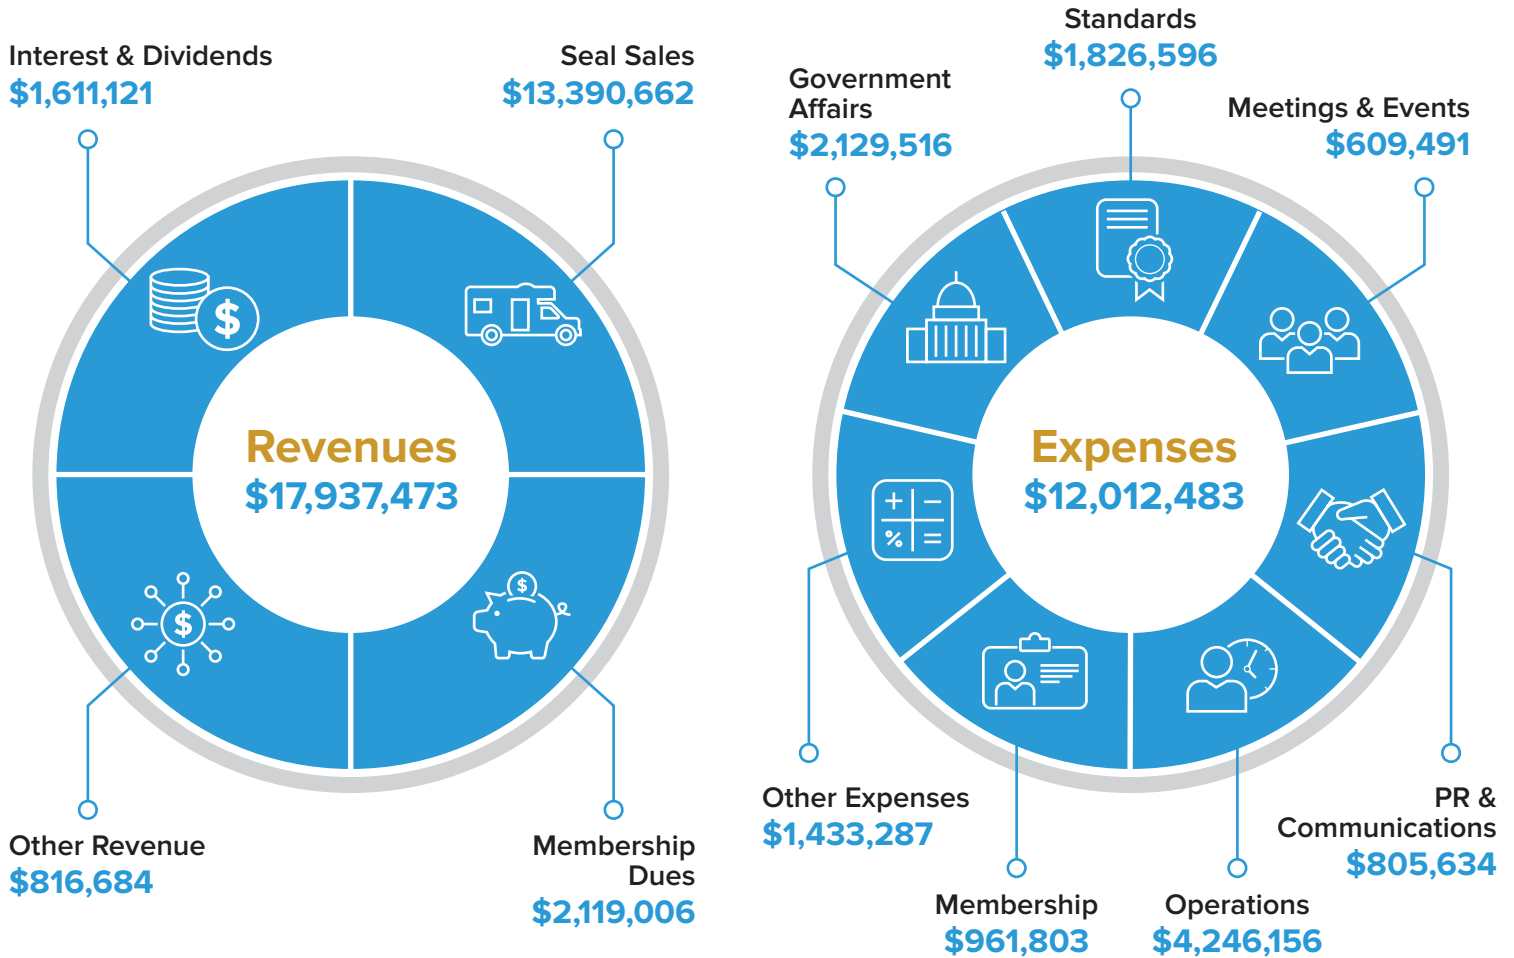 Interest & Dividends
$1,611,121
Seal Sales
$13,390,662
$
$
Revenues
$17,937,473
$
$
Other Revenue
$816,684
Membership
Dues
$2,119,006
Standards
$1,826,596
Government
Affairs
$2,129,516
Meetings & Events
$609,491
Expenses
$12,012,483
+ −
% =
Other Expenses
$1,433,287
PR &
Communications
$805,634
Membership
$961,803
Operations
$4,246,156